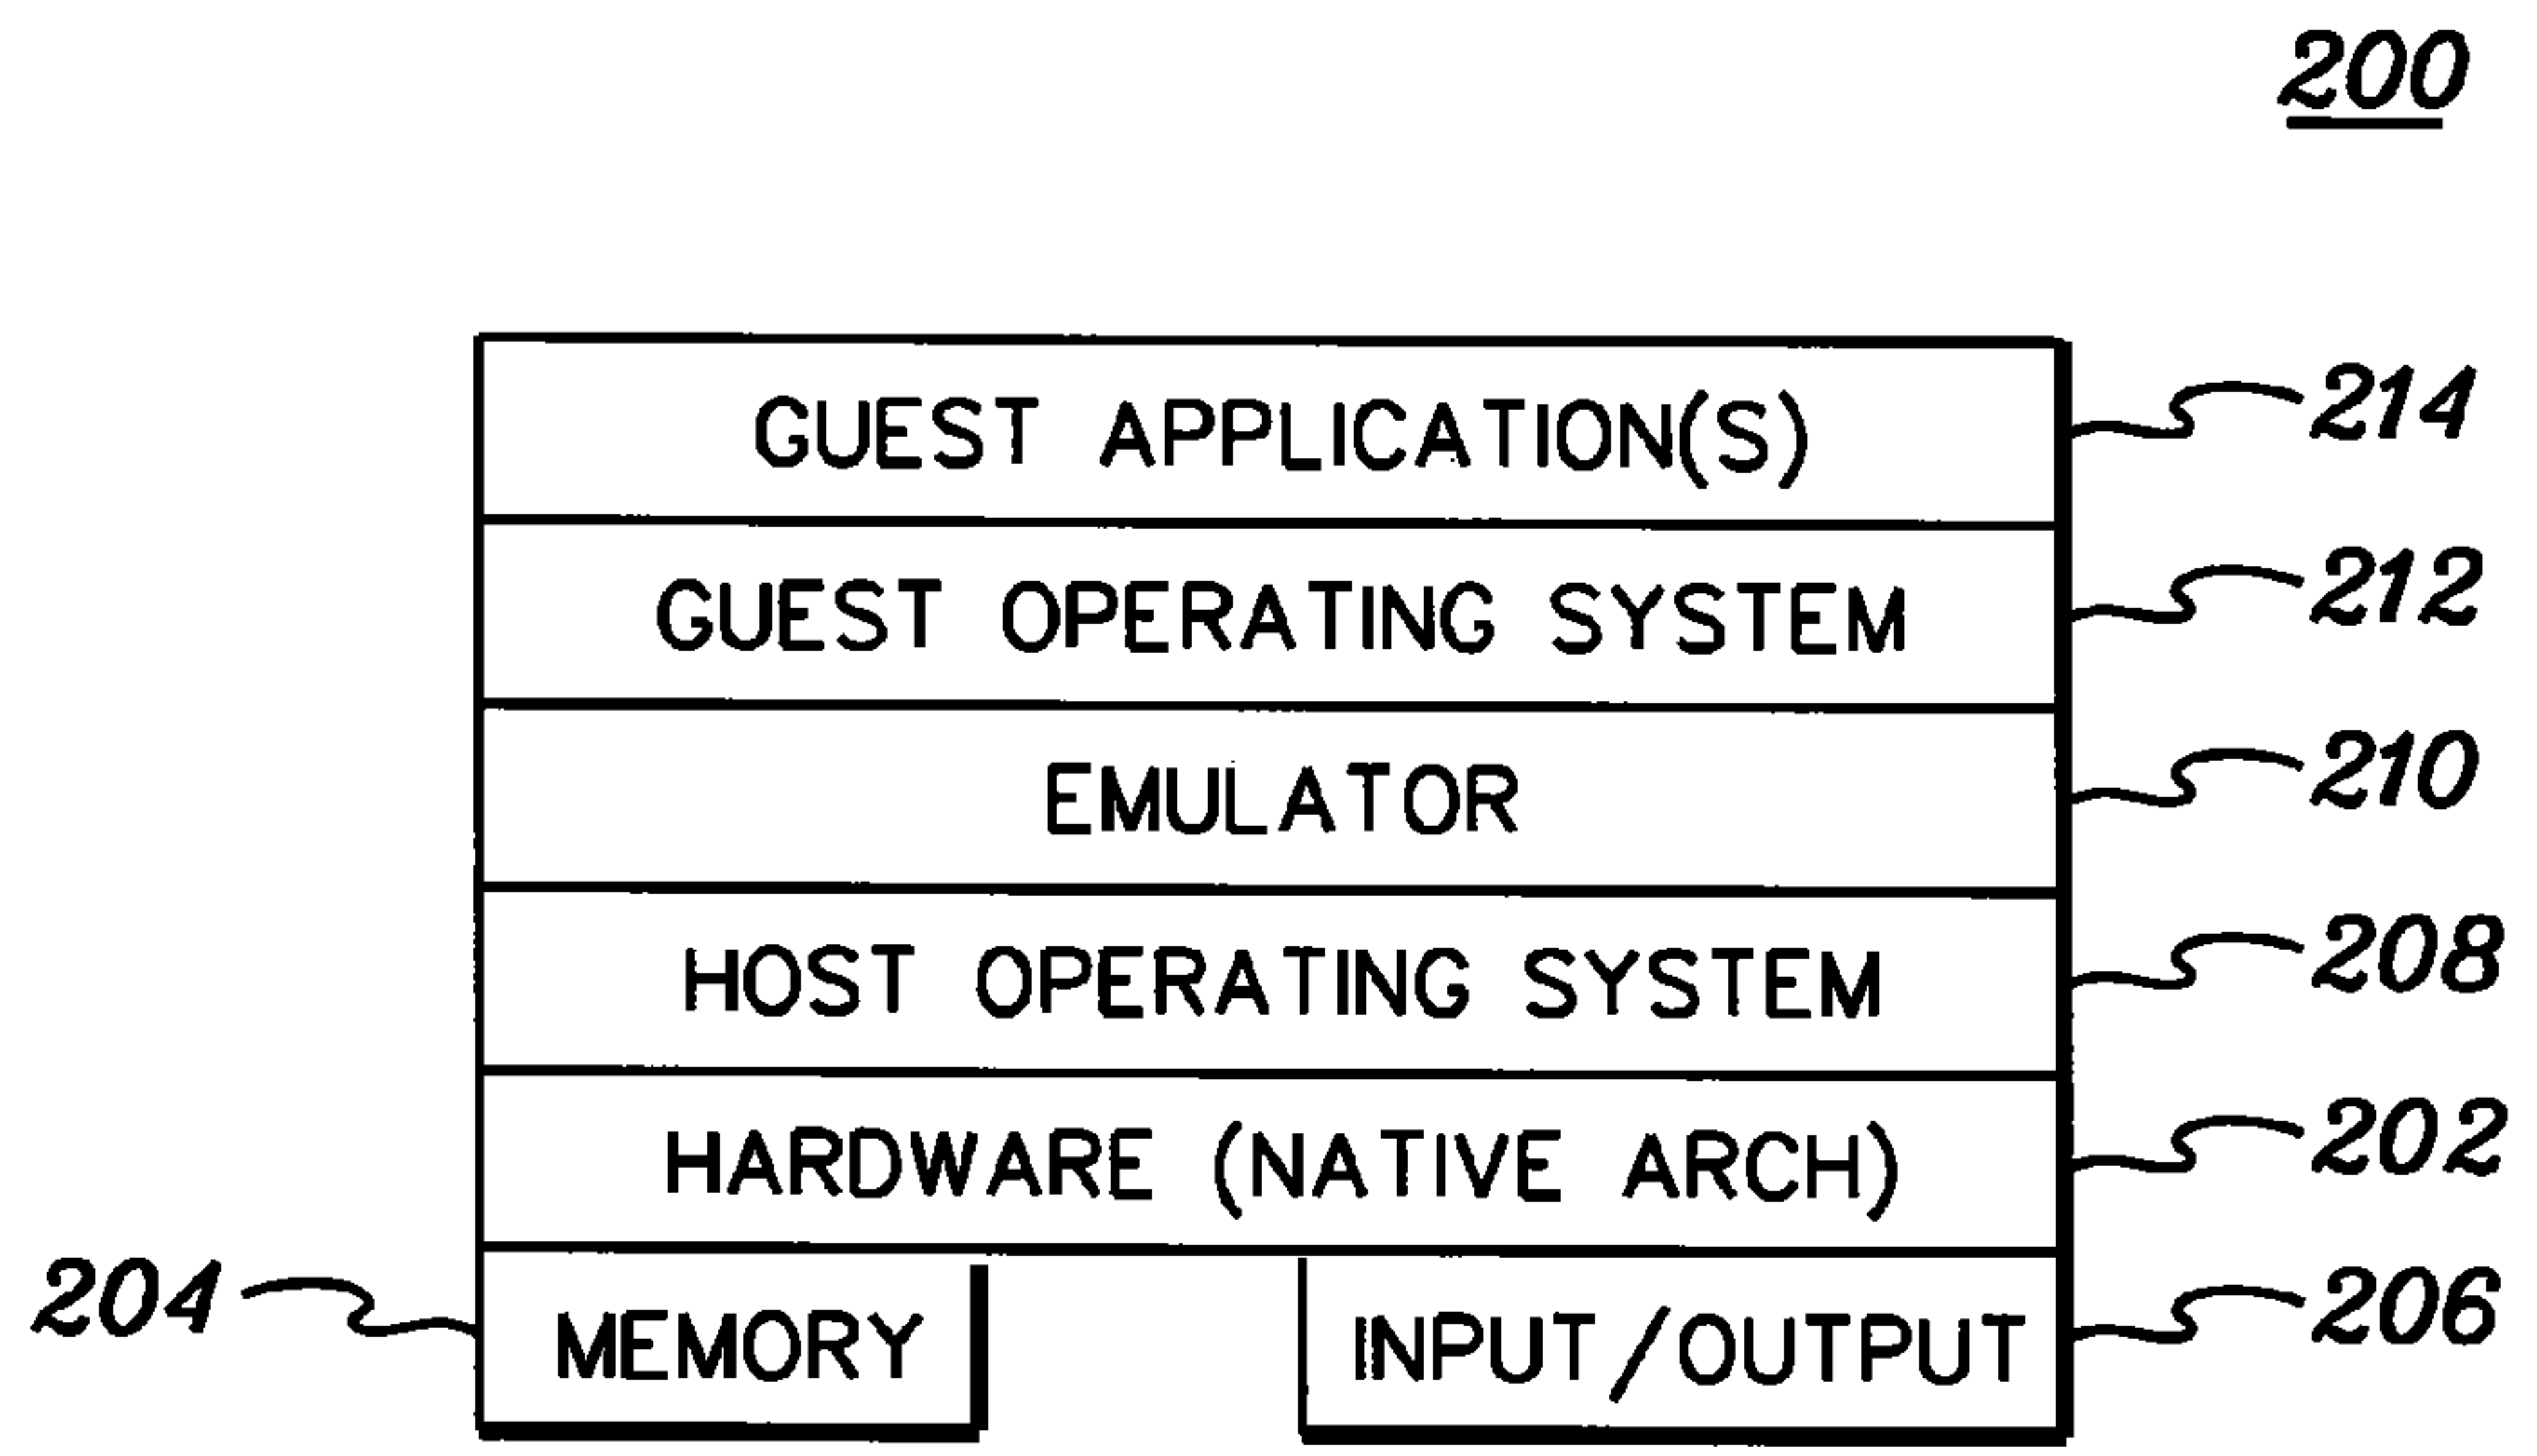 200
GUEST APPLICATION(S) 214
GUEST OPERATING SYSTEM 212
EMULATOR 210
HOST OPERATING SYSTEM 208
HARDWARE (NATIVE ARCH) 202
204 MEMORY INPUT/OUTPUT 206